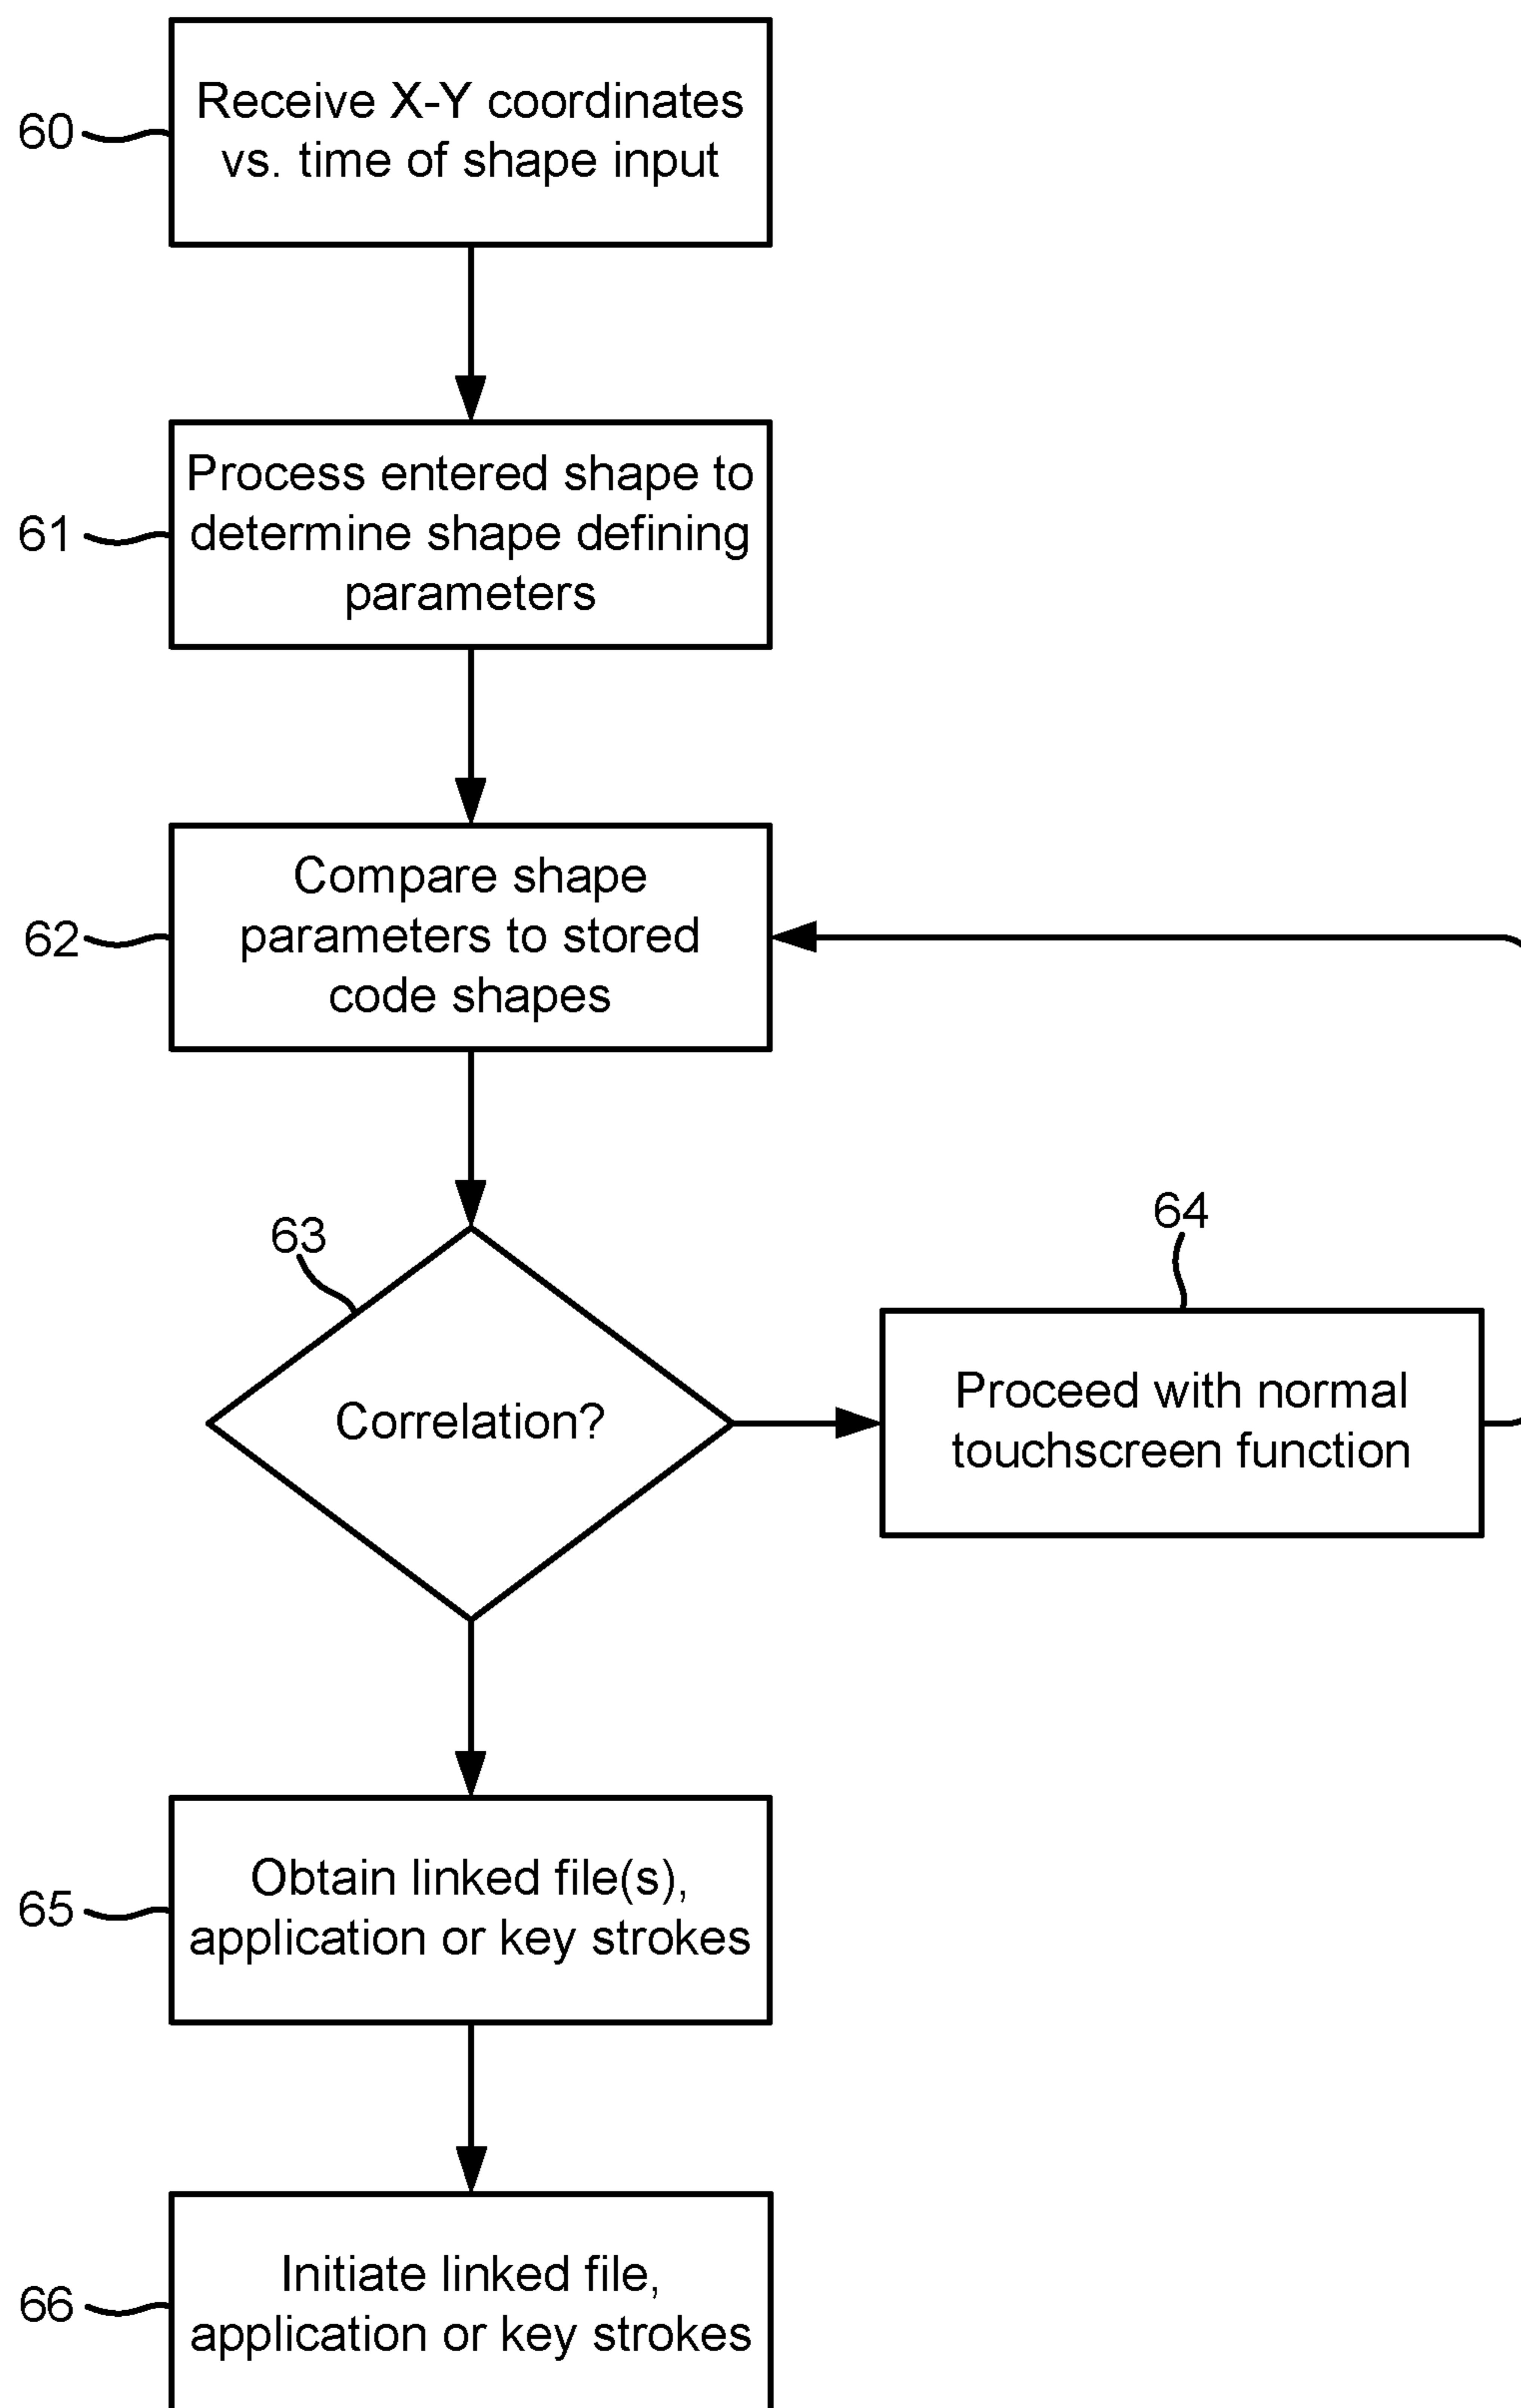 60
Receive X-Y coordinates
vs. time of shape input
61
Process entered shape to
determine shape defining
parameters
62
Compare shape
parameters to stored
code shapes
63
Correlation?
64
Proceed with normal
touchscreen function
65
Obtain linked file(s),
application or key strokes
66
Initiate linked file,
application or key strokes